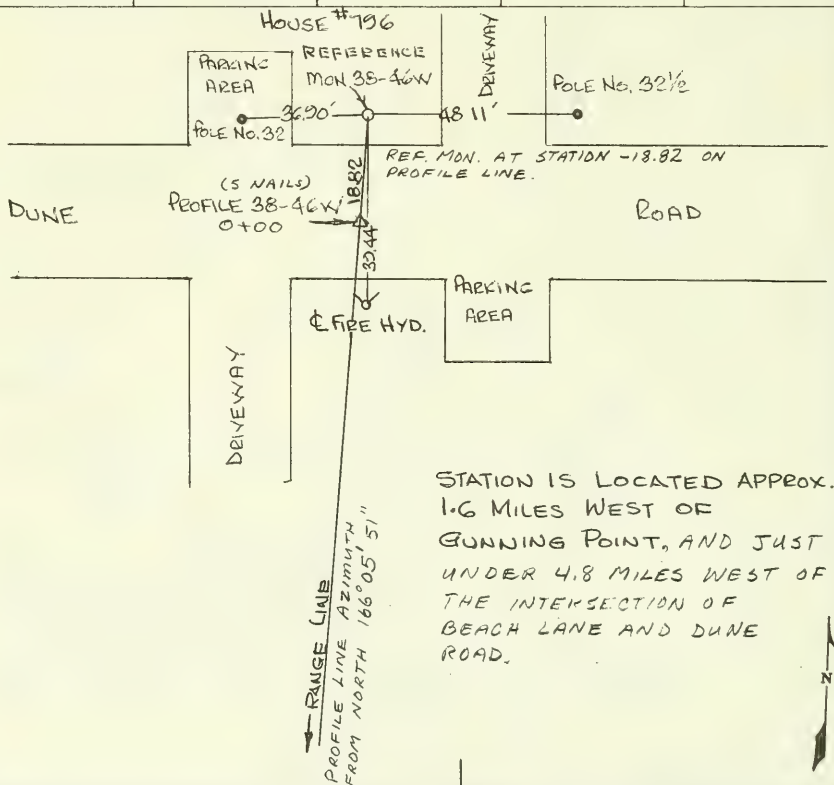 HOUSE #796
PARKING
AREA
REFERENCE
MON 38-46W
DRIVEWAY
POLE NO. 32½
36.90'
48.11'
POLE NO. 32
REF. MON. AT STATION -18.82 ON
PROFILE LINE.
18.82
(5 NAILS)
PROFILE 38-46W
0+00
DUNE
ROAD
39.44
PARKING
AREA
℄ FIRE HYD.
DRIVEWAY
STATION IS LOCATED APPROX.
1.6 MILES WEST OF
GUNNING POINT, AND JUST
UNDER 4.8 MILES WEST OF
THE INTERSECTION OF
BEACH LANE AND DUNE
ROAD.
RANGE LINE
PROFILE LINE AZIMUTH
FROM NORTH 166°05'51"
N